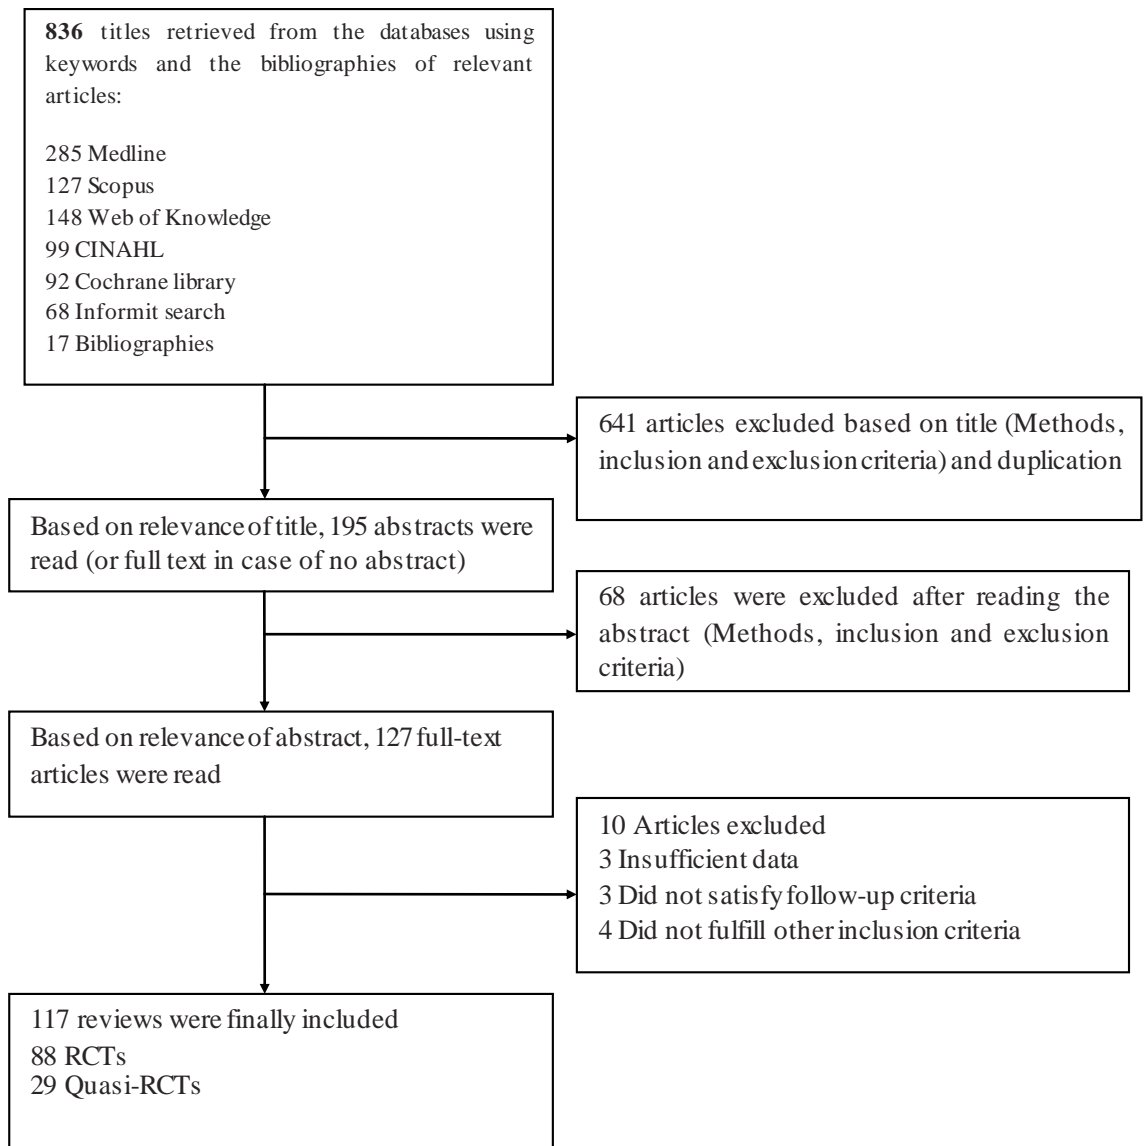 836 titles retrieved from the databases using
keywords and the bibliographies of relevant
articles:
285 Medline
127 Scopus
148 Web of Knowledge
99 CINAHL
92 Cochrane library
68 Informit search
17 Bibliographies
641 articles excluded based on title (Methods,
inclusion and exclusion criteria) and duplication
Based on relevance of title, 195 abstracts were
read (or full text in case of no abstract)
68 articles were excluded after reading the
abstract (Methods, inclusion and exclusion
criteria)
Based on relevance of abstract, 127 full-text
articles were read
10 Articles excluded
3 Insufficient data
3 Did not satisfy follow-up criteria
4 Did not fulfill other inclusion criteria
117 reviews were finally included
88 RCTs
29 Quasi-RCTs